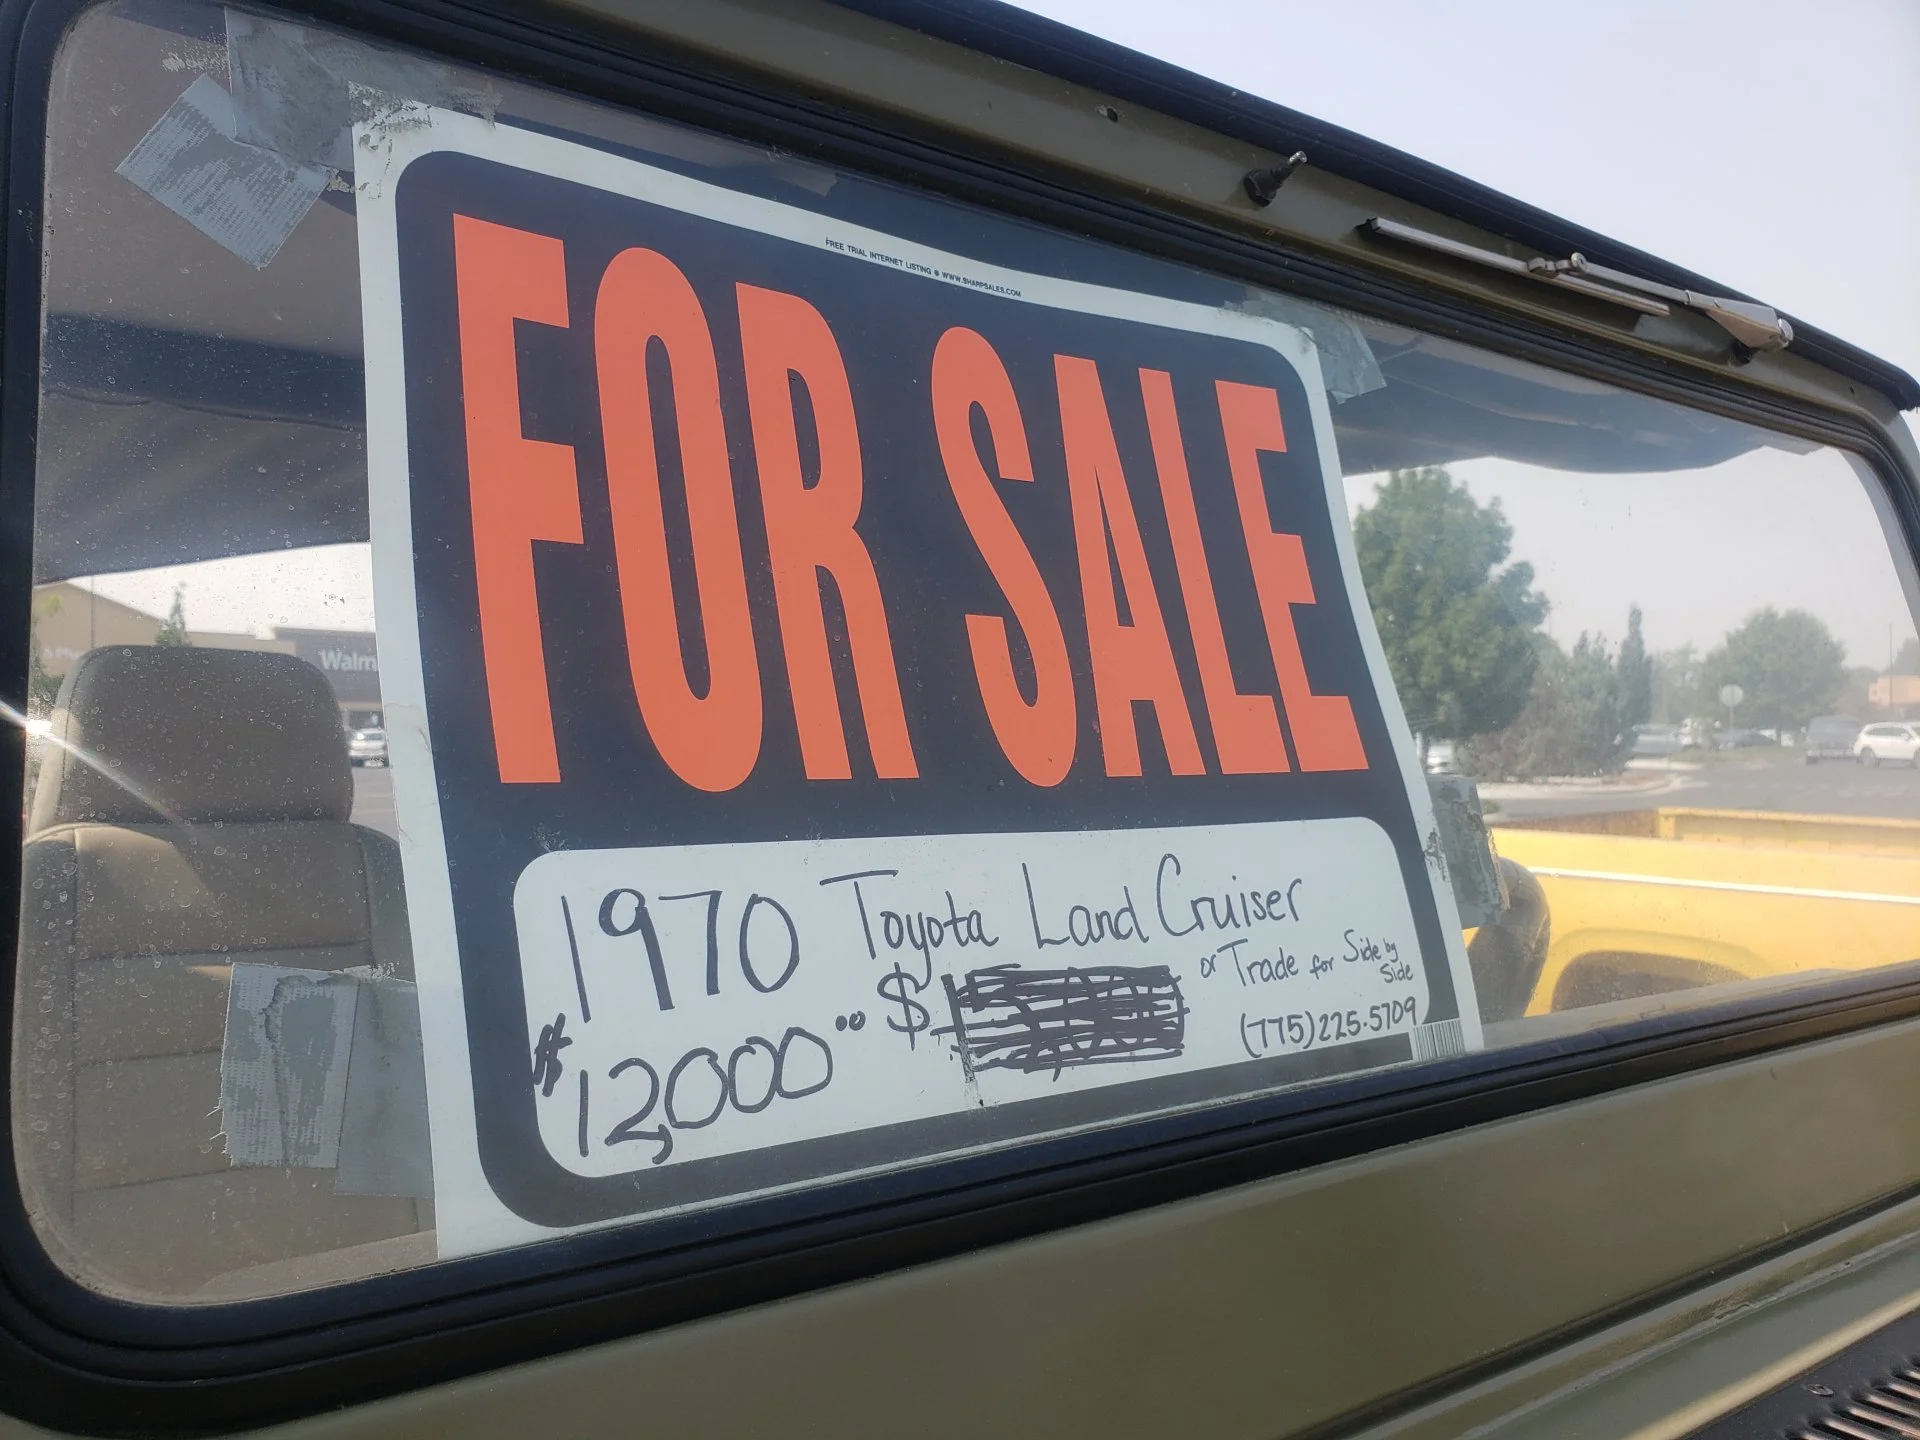 FREE TRIAL INTERNET LISTING ● WWW.SHARPSALES.COM
FOR SALE
Walm
1970 Toyota Land Cruiser
$12,000.00 $ or Trade for Side by Side
(775)225-5709